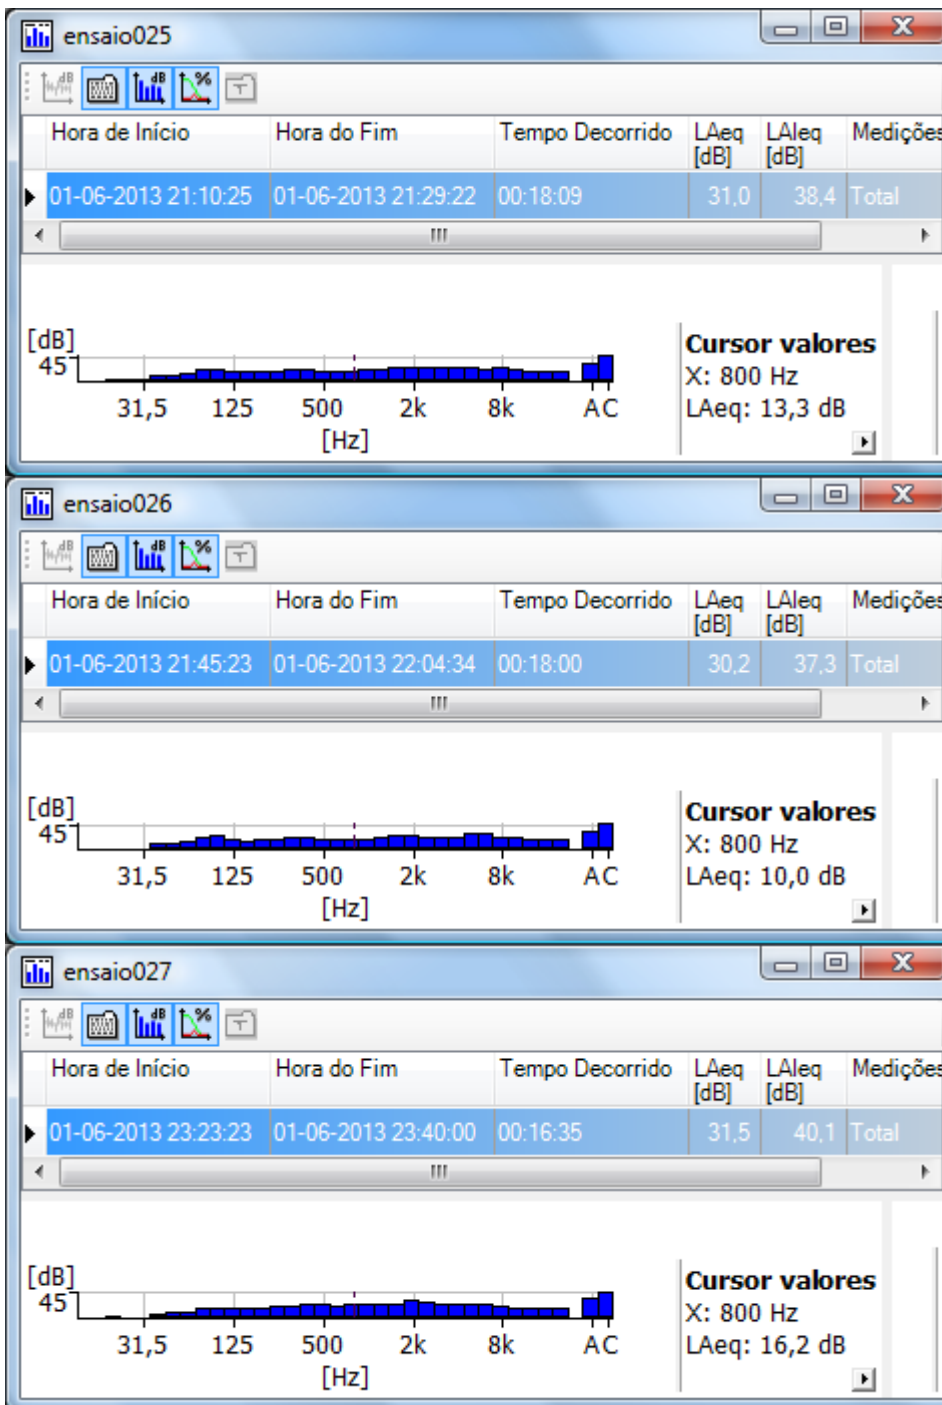 ensaio025
Hora de Início Hora do Fim Tempo Decorrido LAeq [dB] LAIeq [dB] Medições
01-06-2013 21:10:25 01-06-2013 21:29:22 00:18:09 31,0 38,4 Total
[dB]
45
31,5 125 500 2k 8k A C
[Hz]
Cursor valores
X: 800 Hz
LAeq: 13,3 dB
ensaio026
Hora de Início Hora do Fim Tempo Decorrido LAeq [dB] LAIeq [dB] Medições
01-06-2013 21:45:23 01-06-2013 22:04:34 00:18:00 30,2 37,3 Total
[dB]
45
31,5 125 500 2k 8k A C
[Hz]
Cursor valores
X: 800 Hz
LAeq: 10,0 dB
ensaio027
Hora de Início Hora do Fim Tempo Decorrido LAeq [dB] LAIeq [dB] Medições
01-06-2013 23:23:23 01-06-2013 23:40:00 00:16:35 31,5 40,1 Total
[dB]
45
31,5 125 500 2k 8k A C
[Hz]
Cursor valores
X: 800 Hz
LAeq: 16,2 dB